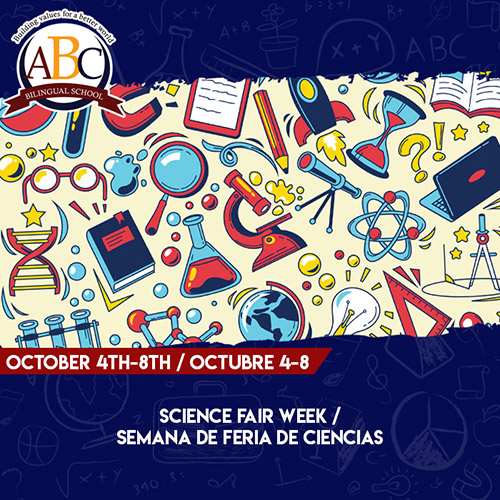 Building values for a better world
ABC
BILINGUAL SCHOOL
ABC
OCTOBER 4TH-8TH / OCTUBRE 4-8
SCIENCE FAIR WEEK /
SEMANA DE FERIA DE CIENCIAS